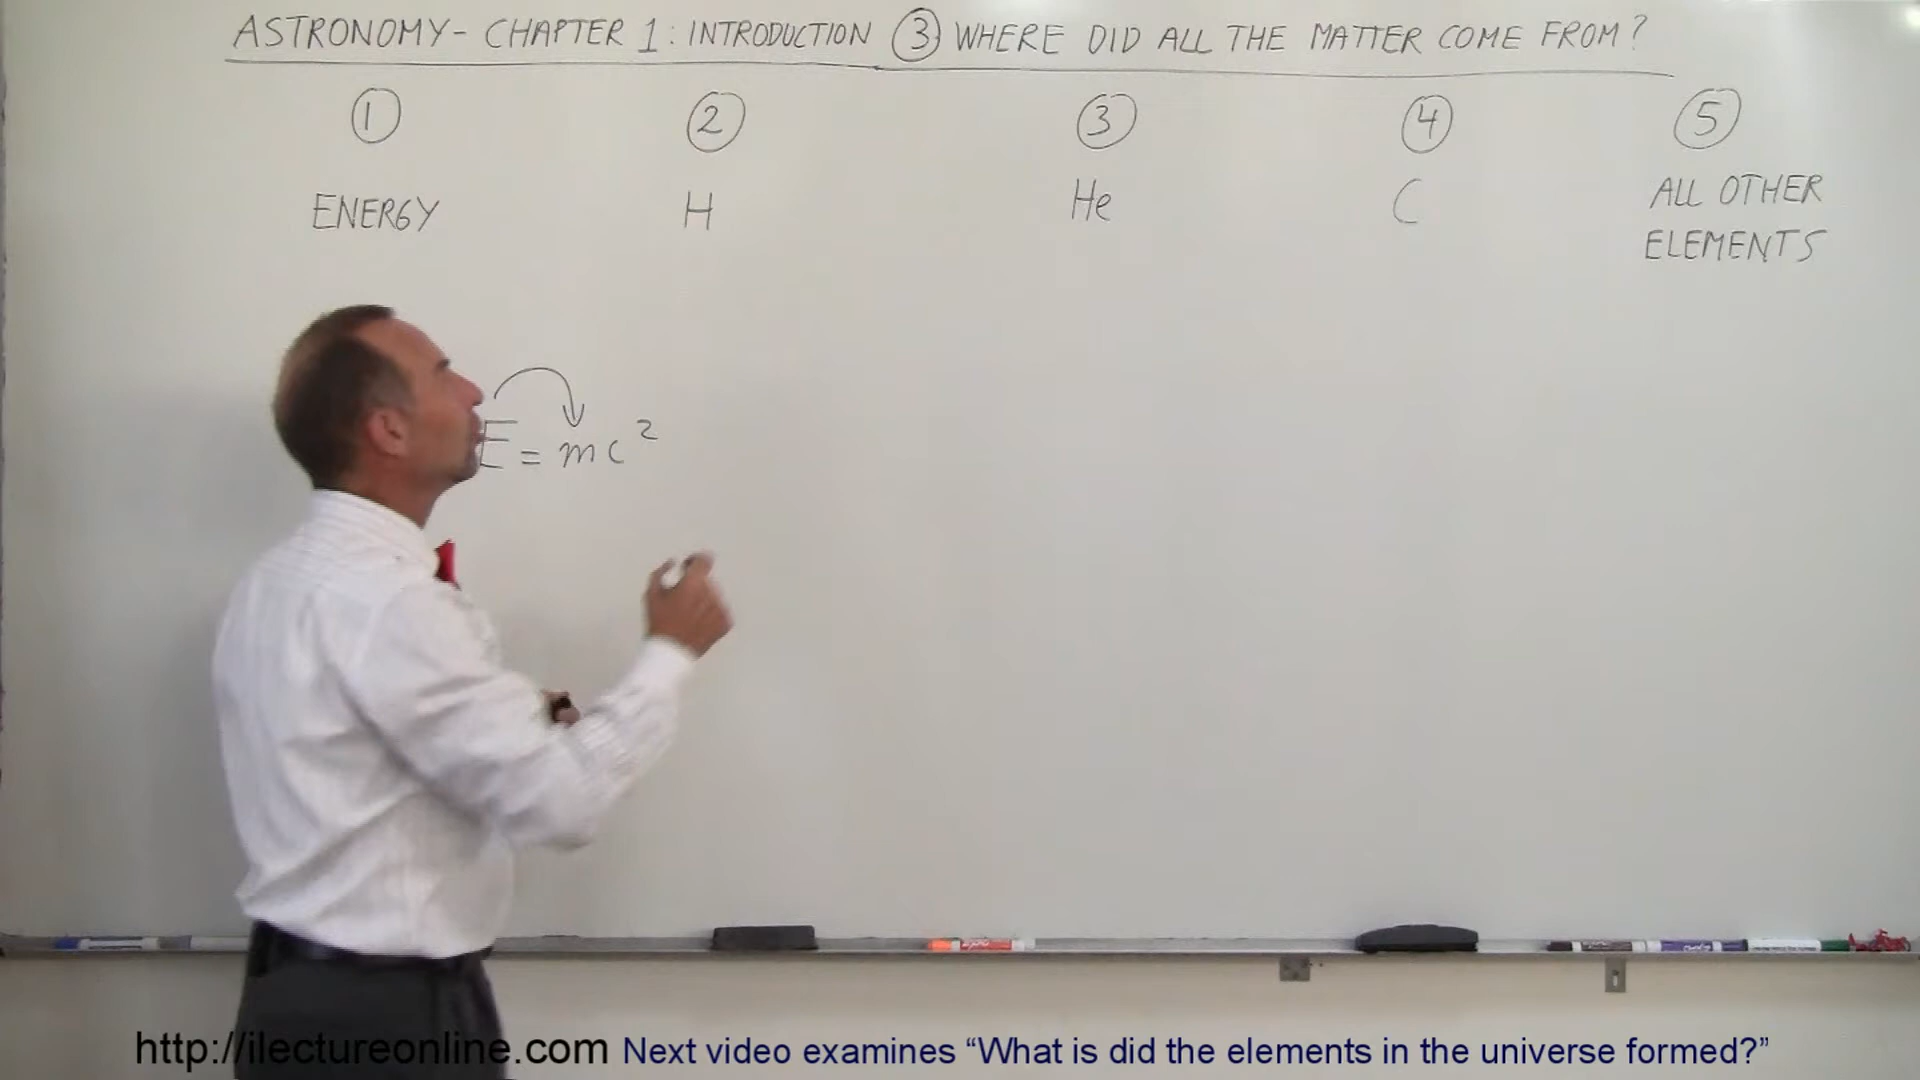 ASTRONOMY- CHAPTER 1: INTRODUCTION ③ WHERE DID ALL THE MATTER COME FROM?
① ② ③ ④ ⑤
ENERGY H He C ALL OTHER
ELEMENTS
E = mc²
http://ilectureonline.com Next video examines “What is did the elements in the universe formed?”